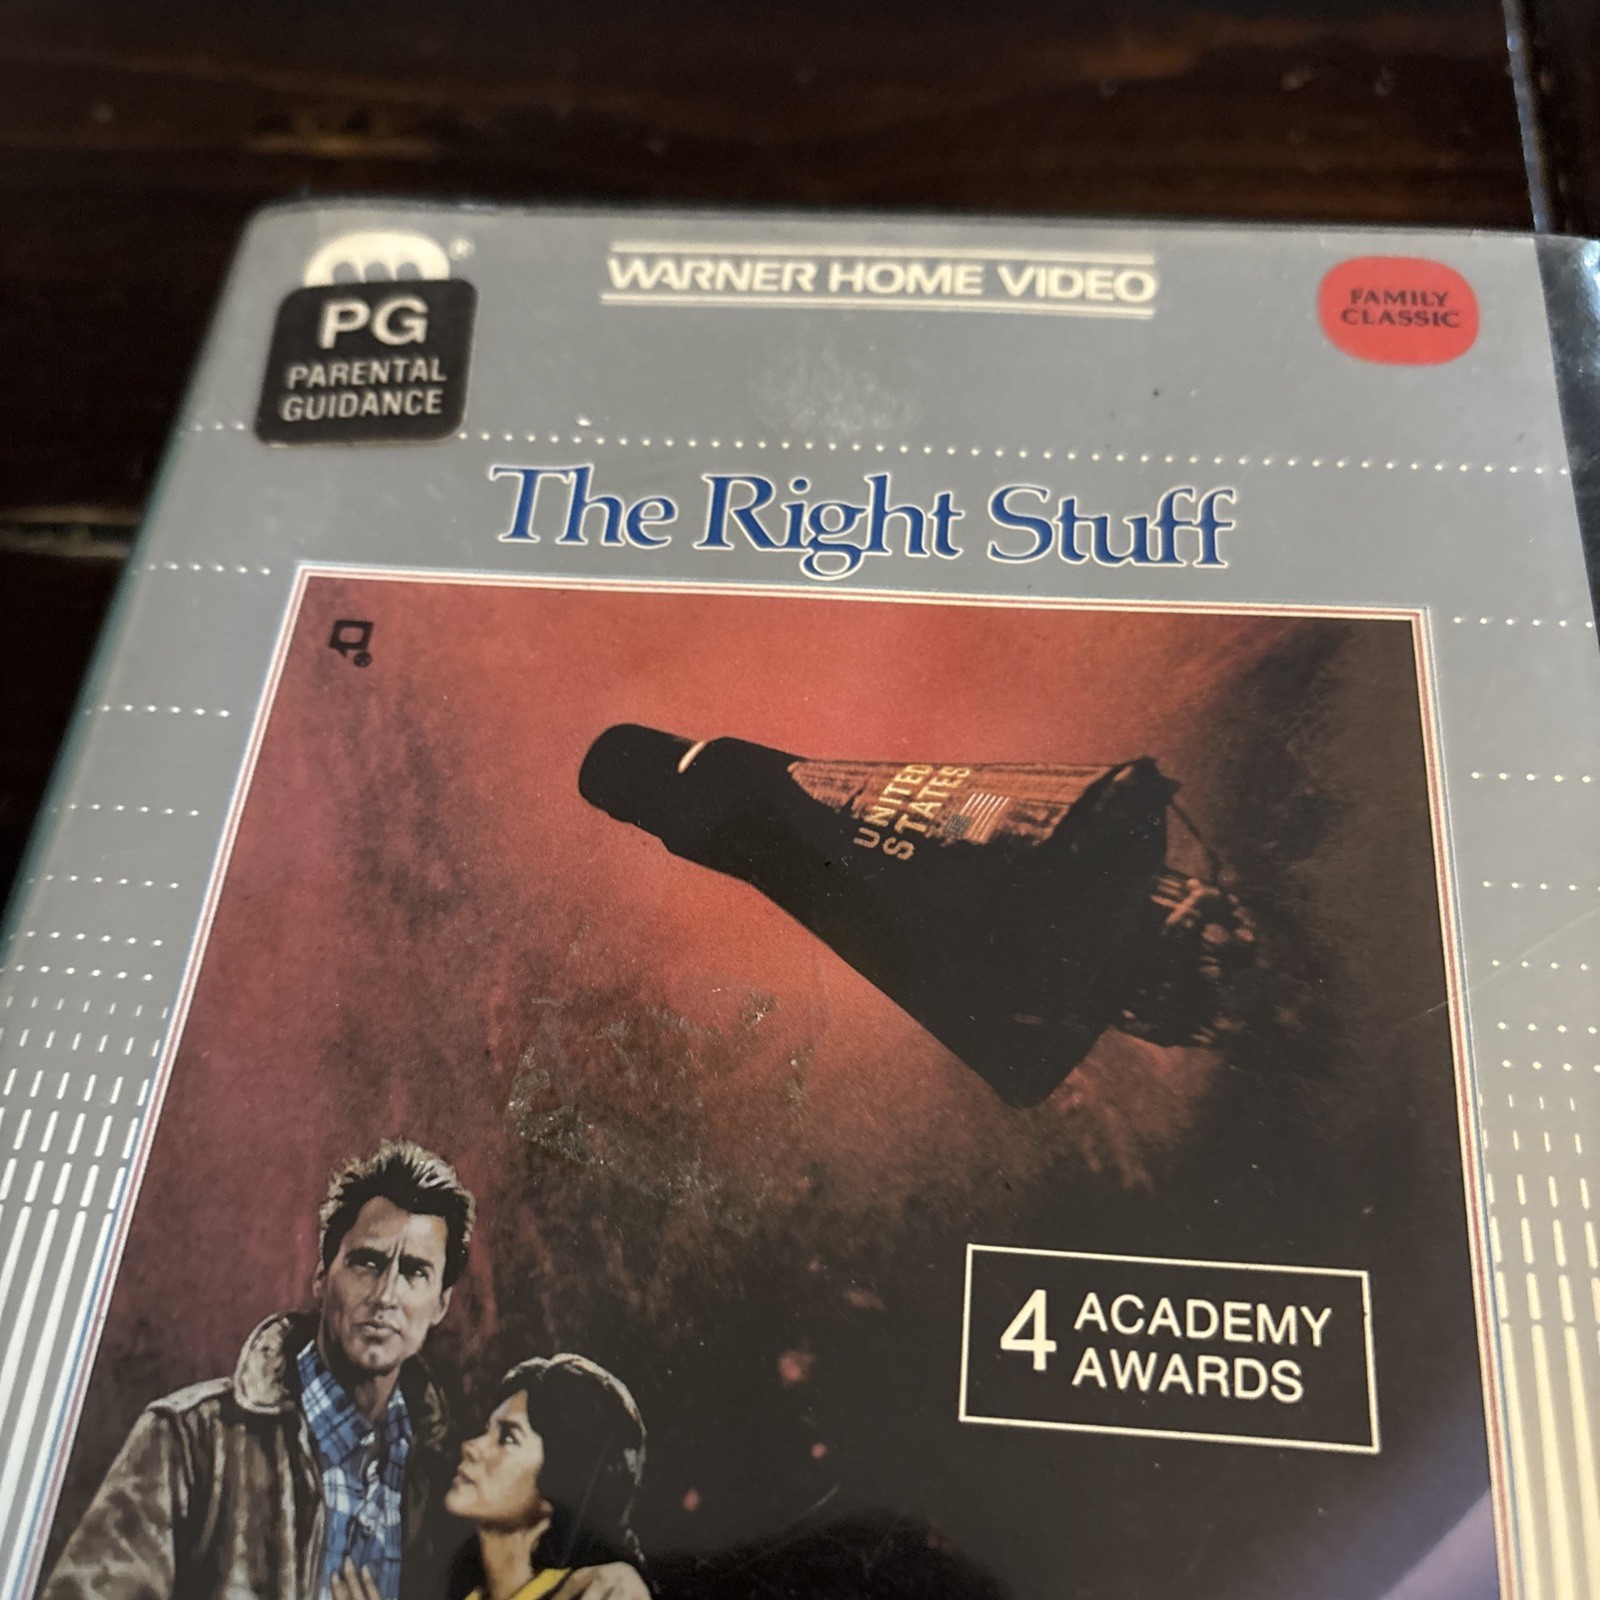 WARNER HOME VIDEO
®
PG
PARENTAL
GUIDANCE
FAMILY
CLASSIC
The Right Stuff
®
UNITED
STATES
4 ACADEMY
AWARDS